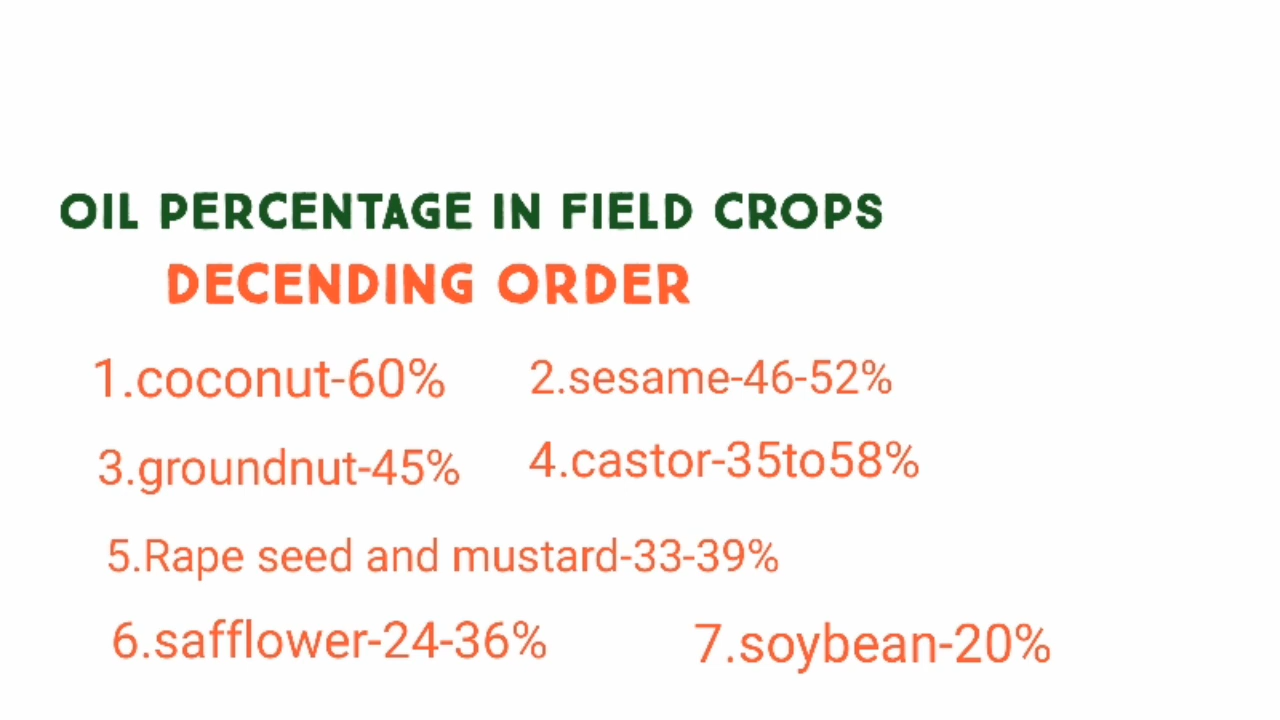 OIL PERCENTAGE IN FIELD CROPS
DECENDING ORDER
1.coconut-60% 2.sesame-46-52%
3.groundnut-45% 4.castor-35to58%
5.Rape seed and mustard-33-39%
6.safflower-24-36% 7.soybean-20%